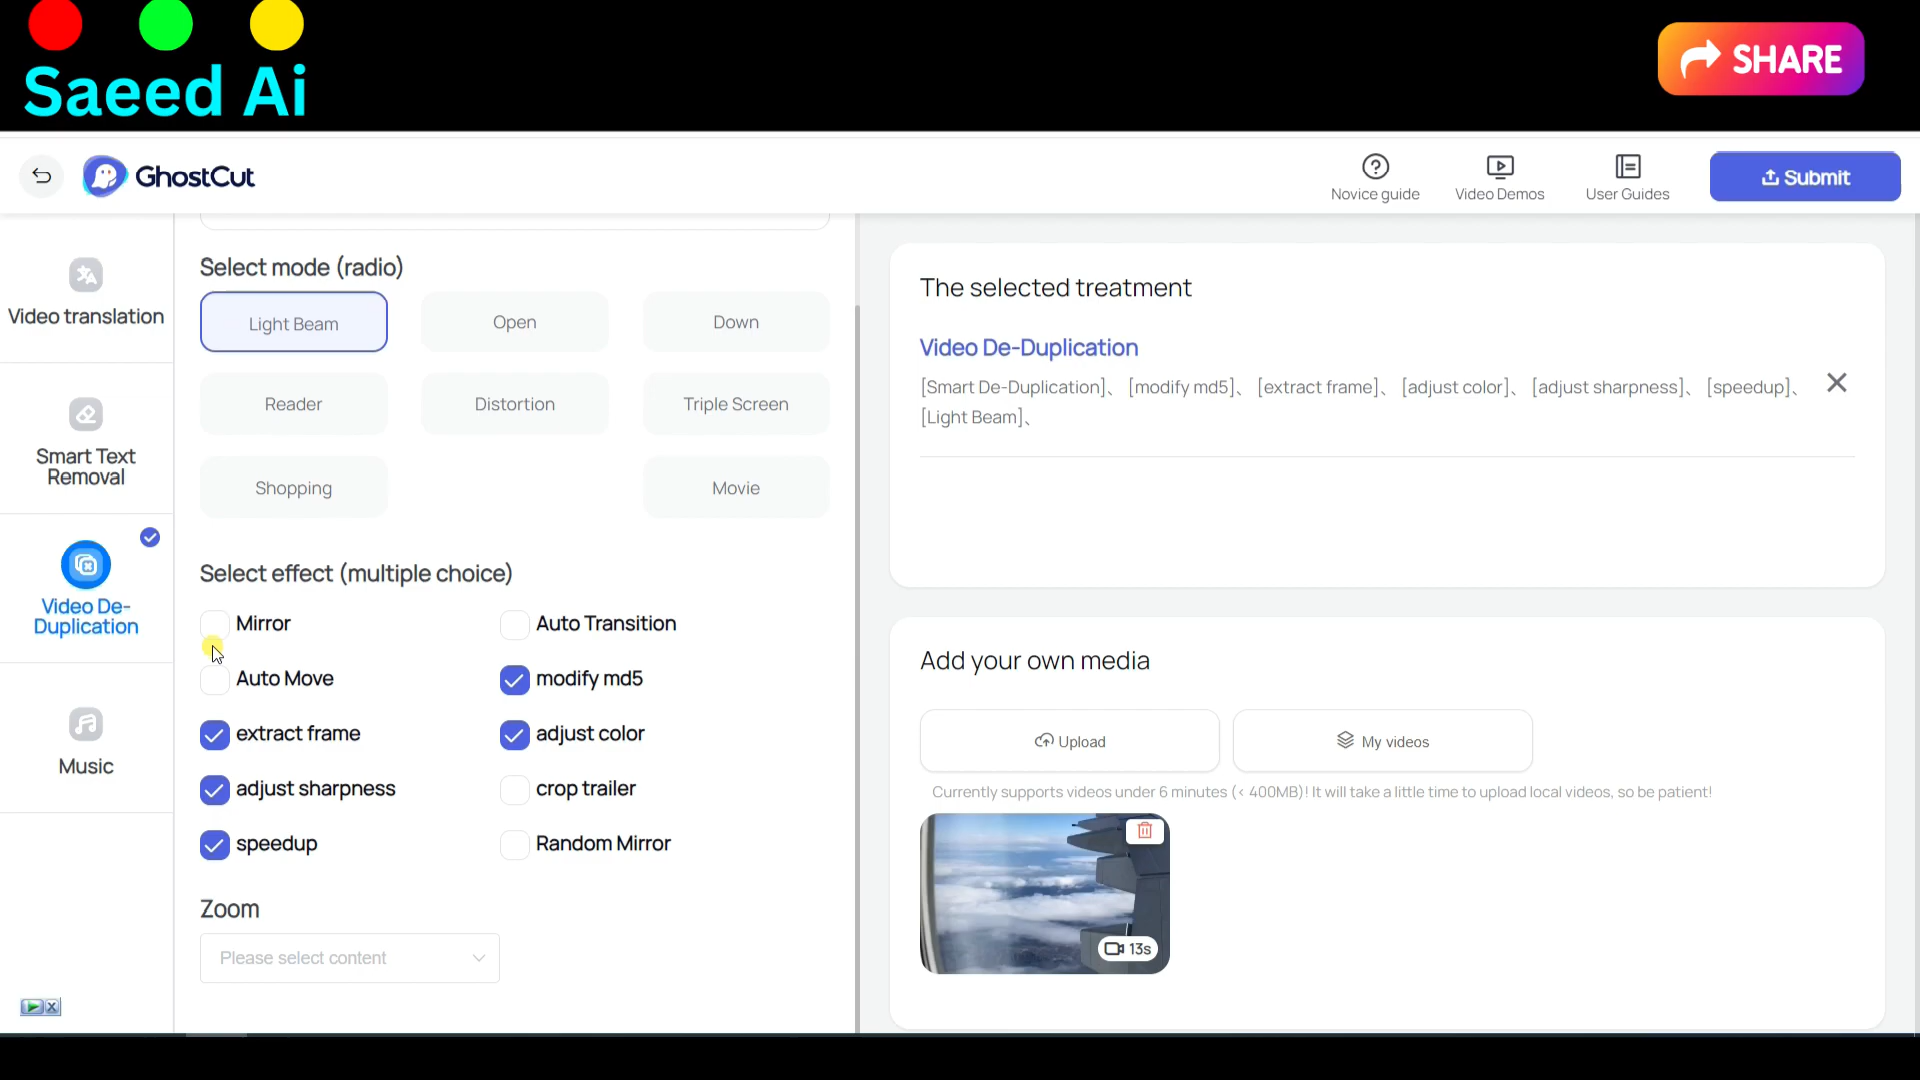 Saeed Ai
SHARE
GhostCut
Novice guide
Video Demos
User Guides
Submit
Video translation
Smart Text
Removal
Video De-
Duplication
Music
Select mode (radio)
Light Beam
Open
Down
Reader
Distortion
Triple Screen
Shopping
Movie
Select effect (multiple choice)
Mirror
Auto Transition
Auto Move
modify md5
extract frame
adjust color
adjust sharpness
crop trailer
speedup
Random Mirror
Zoom
Please select content
The selected treatment
Video De-Duplication
[Smart De-Duplication]、 [modify md5]、 [extract frame]、 [adjust color]、 [adjust sharpness]、 [speedup]、
[Light Beam]、
Add your own media
Upload
My videos
Currently supports videos under 6 minutes (< 400MB)! It will take a little time to upload local videos, so be patient!
13s